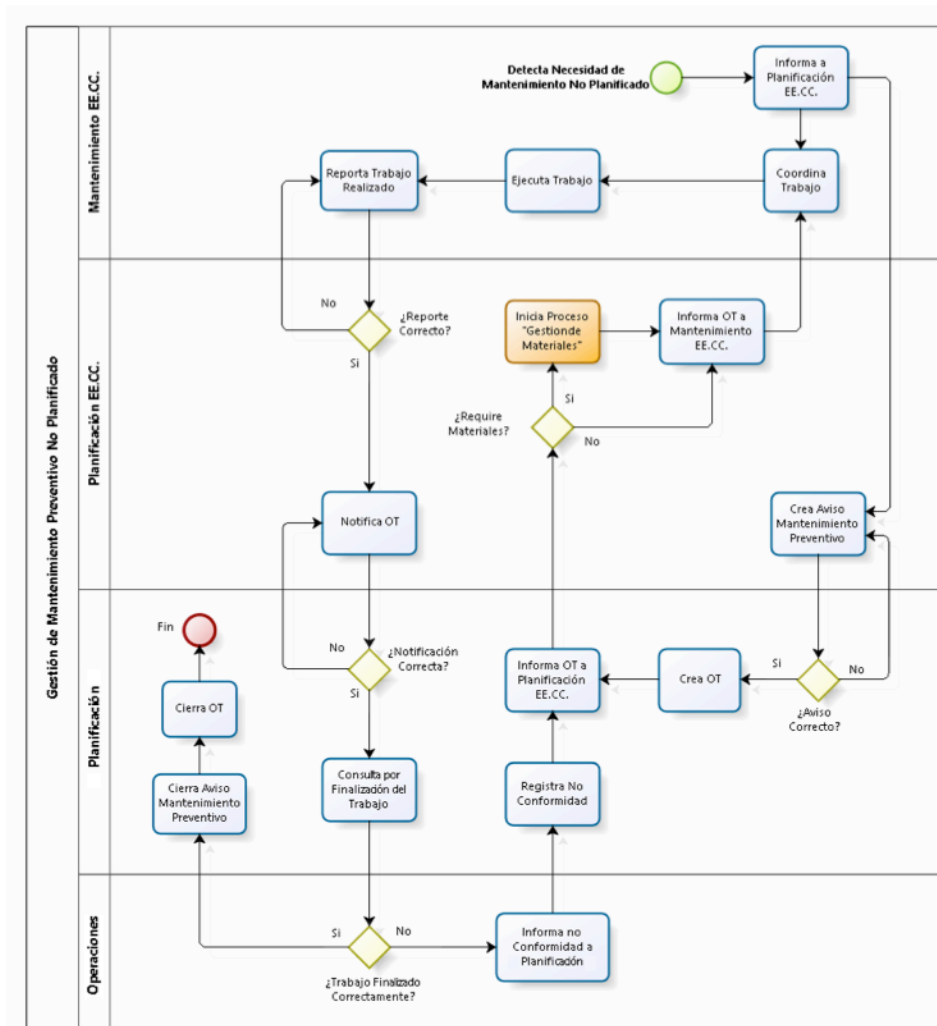 Gestión de Mantenimiento Preventivo No Planificado
Mantenimiento EE.CC.
Detecta Necesidad de
Mantenimiento No Planificado
Informa a
Planificación
EE.CC.
Reporta Trabajo
Realizado
Ejecuta Trabajo
Coordina
Trabajo
Planificación EE.CC.
No
¿Reporte
Correcto?
Si
Inicia Proceso
"Gestionde
Materiales"
Informa OT a
Mantenimiento
EE.CC.
¿Require
Materiales?
Si
No
Notifica OT
Crea Aviso
Mantenimiento
Preventivo
Planificación
Fin
No
¿Notificación
Correcta?
Si
Informa OT a
Planificación
EE.CC.
Crea OT
Si
No
¿Aviso
Correcto?
Cierra OT
Cierra Aviso
Mantenimiento
Preventivo
Consulta por
Finalización del
Trabajo
Registra No
Conformidad
Operaciones
Si
No
¿Trabajo Finalizado
Correctamente?
Informa no
Conformidad a
Planificación